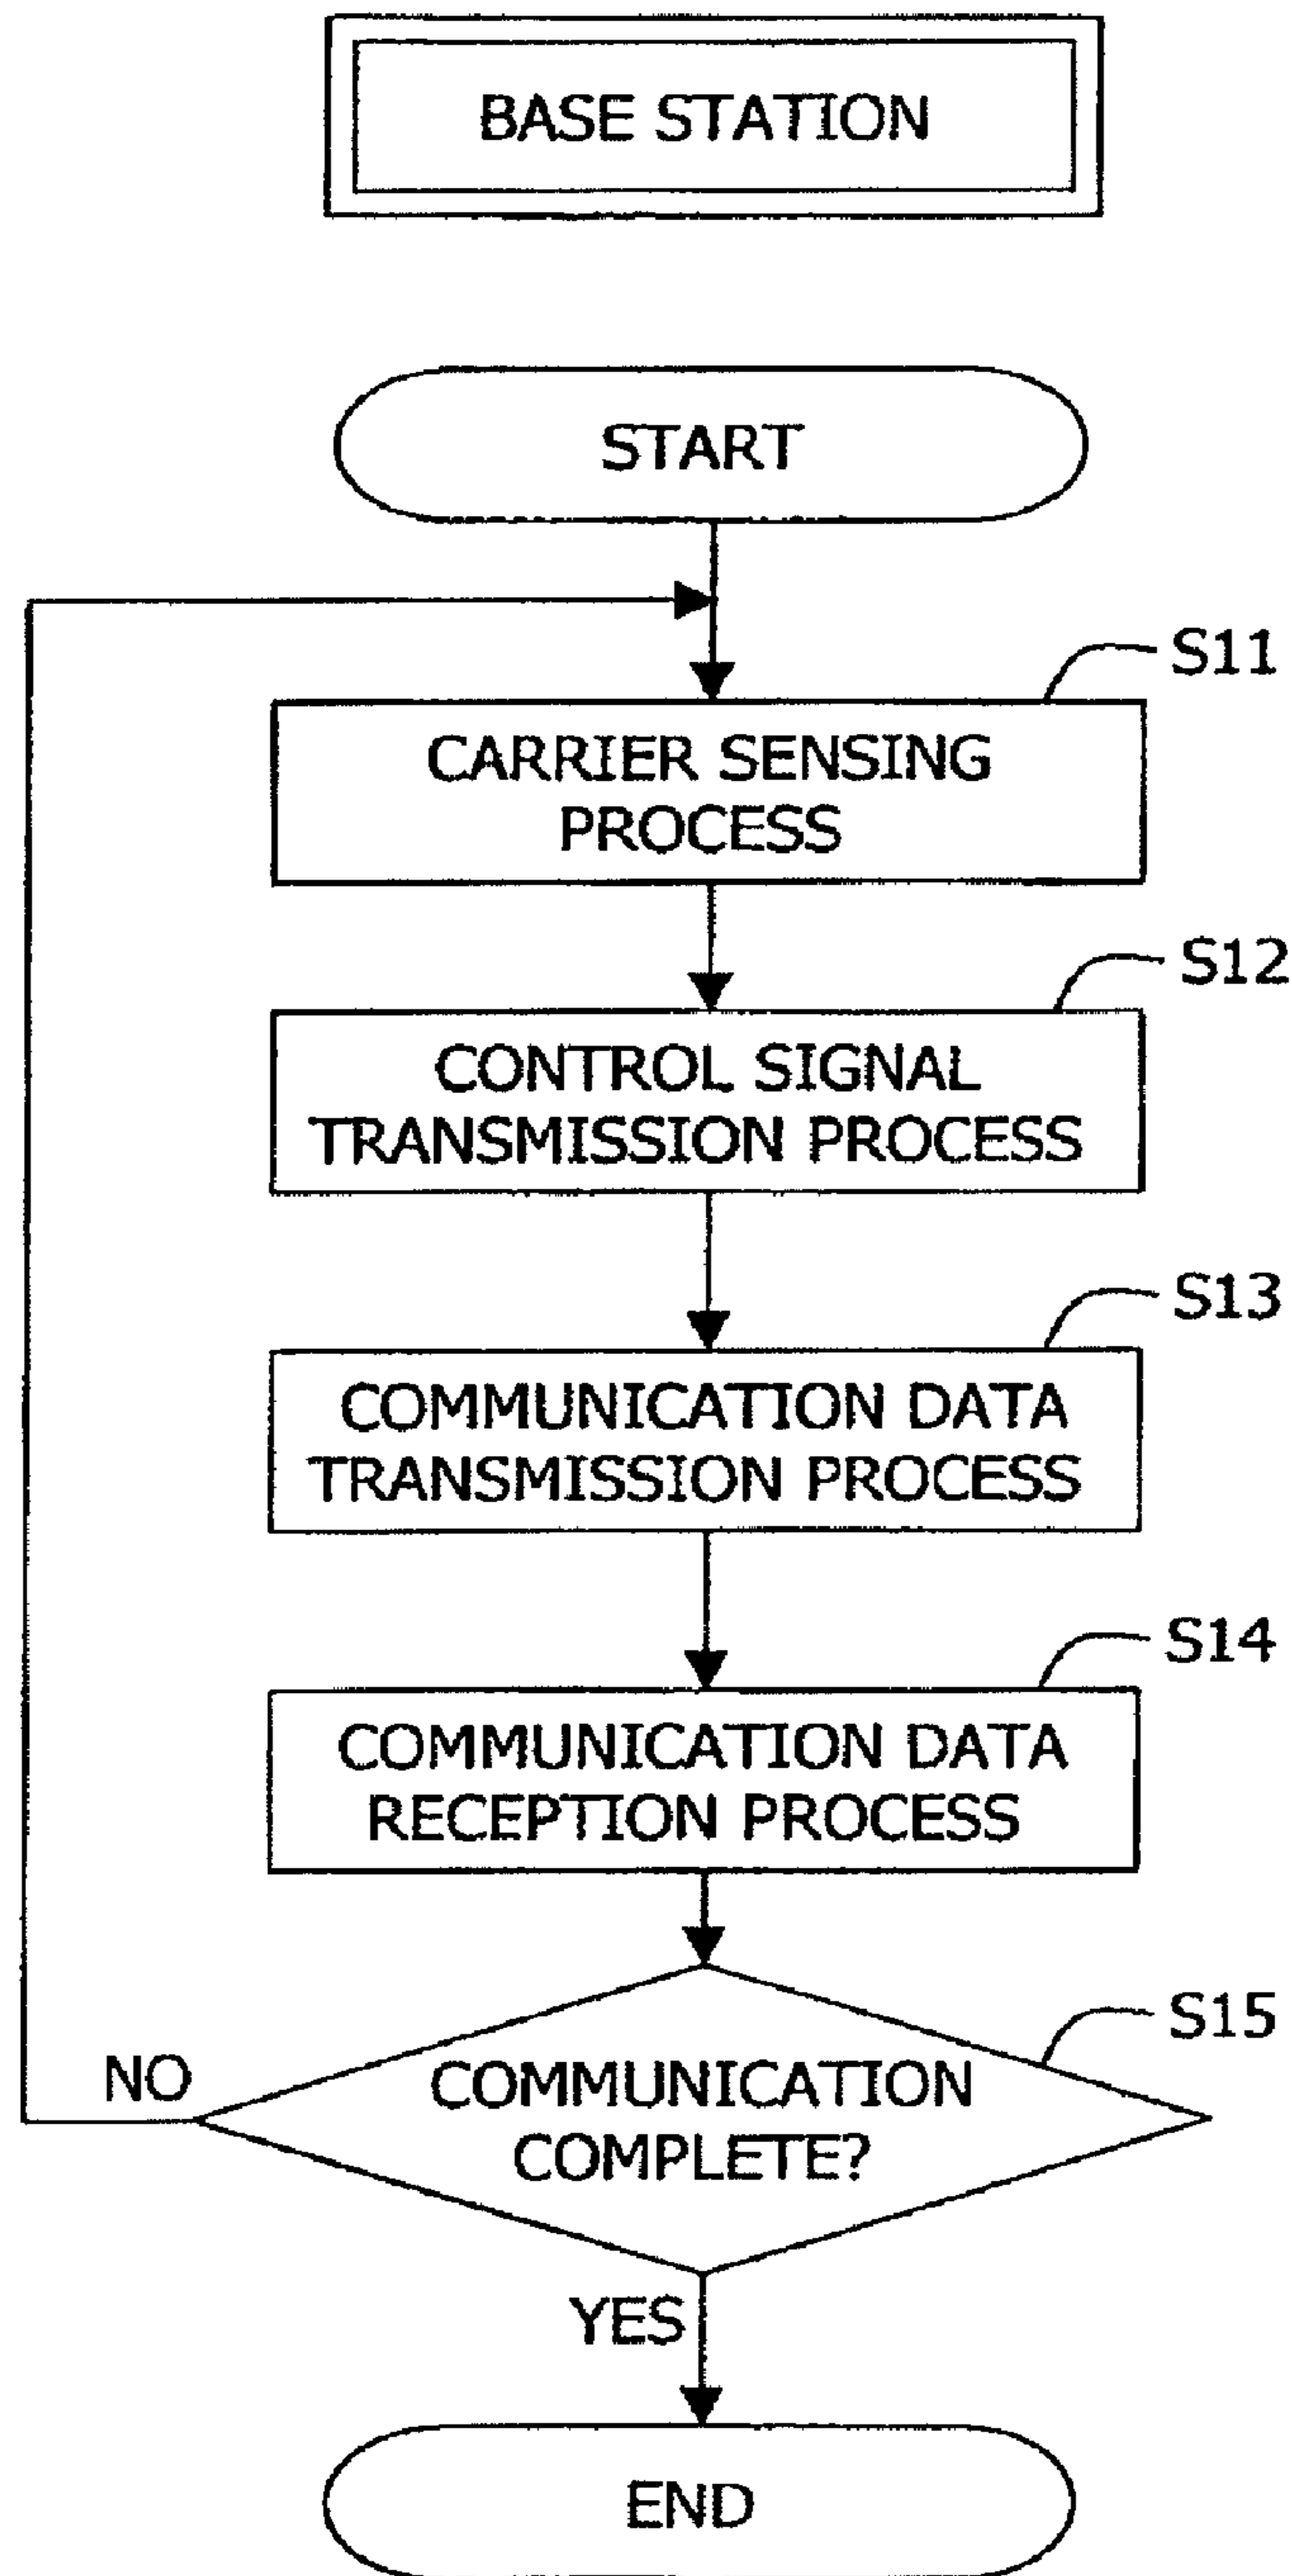 BASE STATION
START
S11
CARRIER SENSING
PROCESS
S12
CONTROL SIGNAL
TRANSMISSION PROCESS
S13
COMMUNICATION DATA
TRANSMISSION PROCESS
S14
COMMUNICATION DATA
RECEPTION PROCESS
S15
NO
COMMUNICATION
COMPLETE?
YES
END